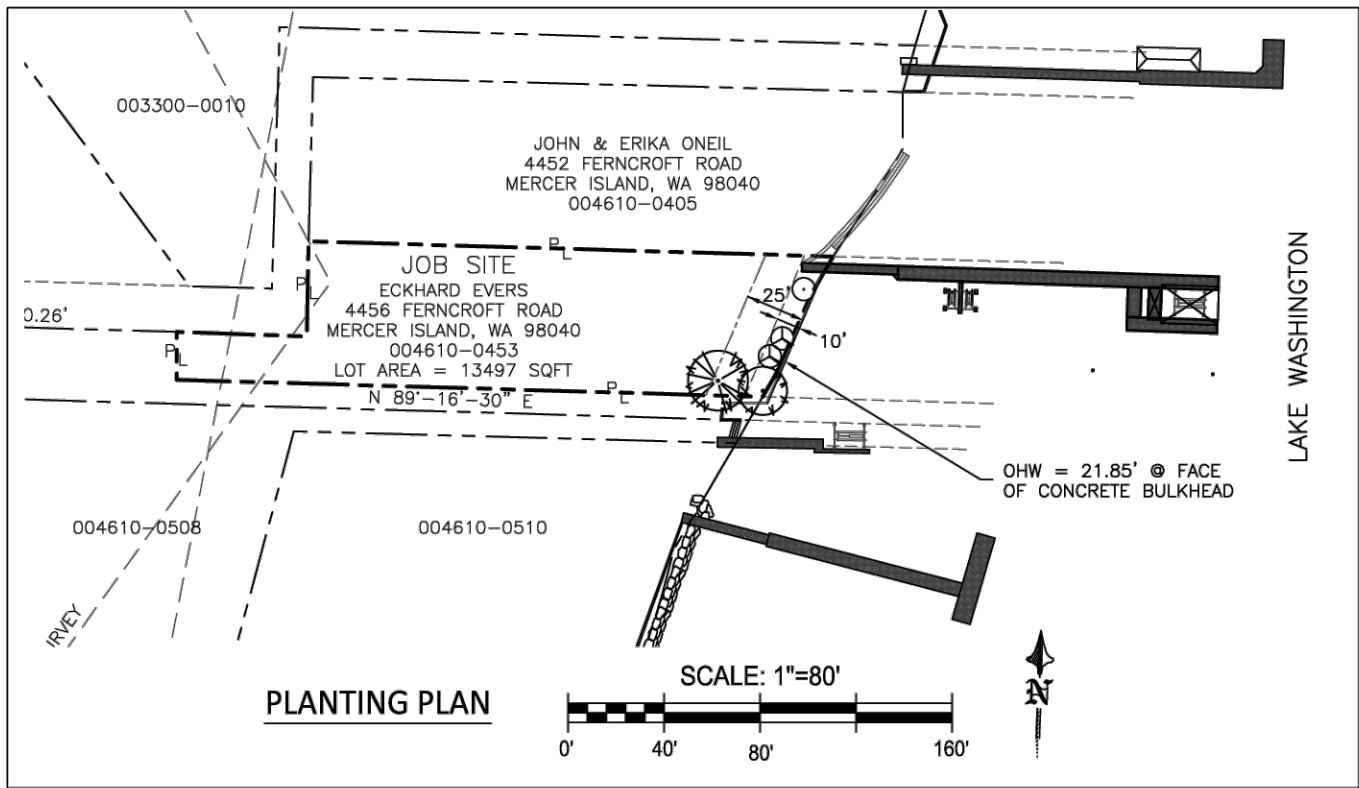 003300-0010
JOHN & ERIKA ONEIL
4452 FERNCROFT ROAD
MERCER ISLAND, WA 98040
004610-0405
PL
JOB SITE
ECKHARD EVERS
4456 FERNCROFT ROAD
MERCER ISLAND, WA 98040
004610-0453
LOT AREA = 13497 SQFT
PL
0.26'
PL
PL
N 89°-16'-30" E
25'
10'
LAKE WASHINGTON
OHW = 21.85' @ FACE
OF CONCRETE BULKHEAD
004610-0508
004610-0510
IRVEY
SCALE: 1"=80'
PLANTING PLAN
0'
40'
80'
160'
N